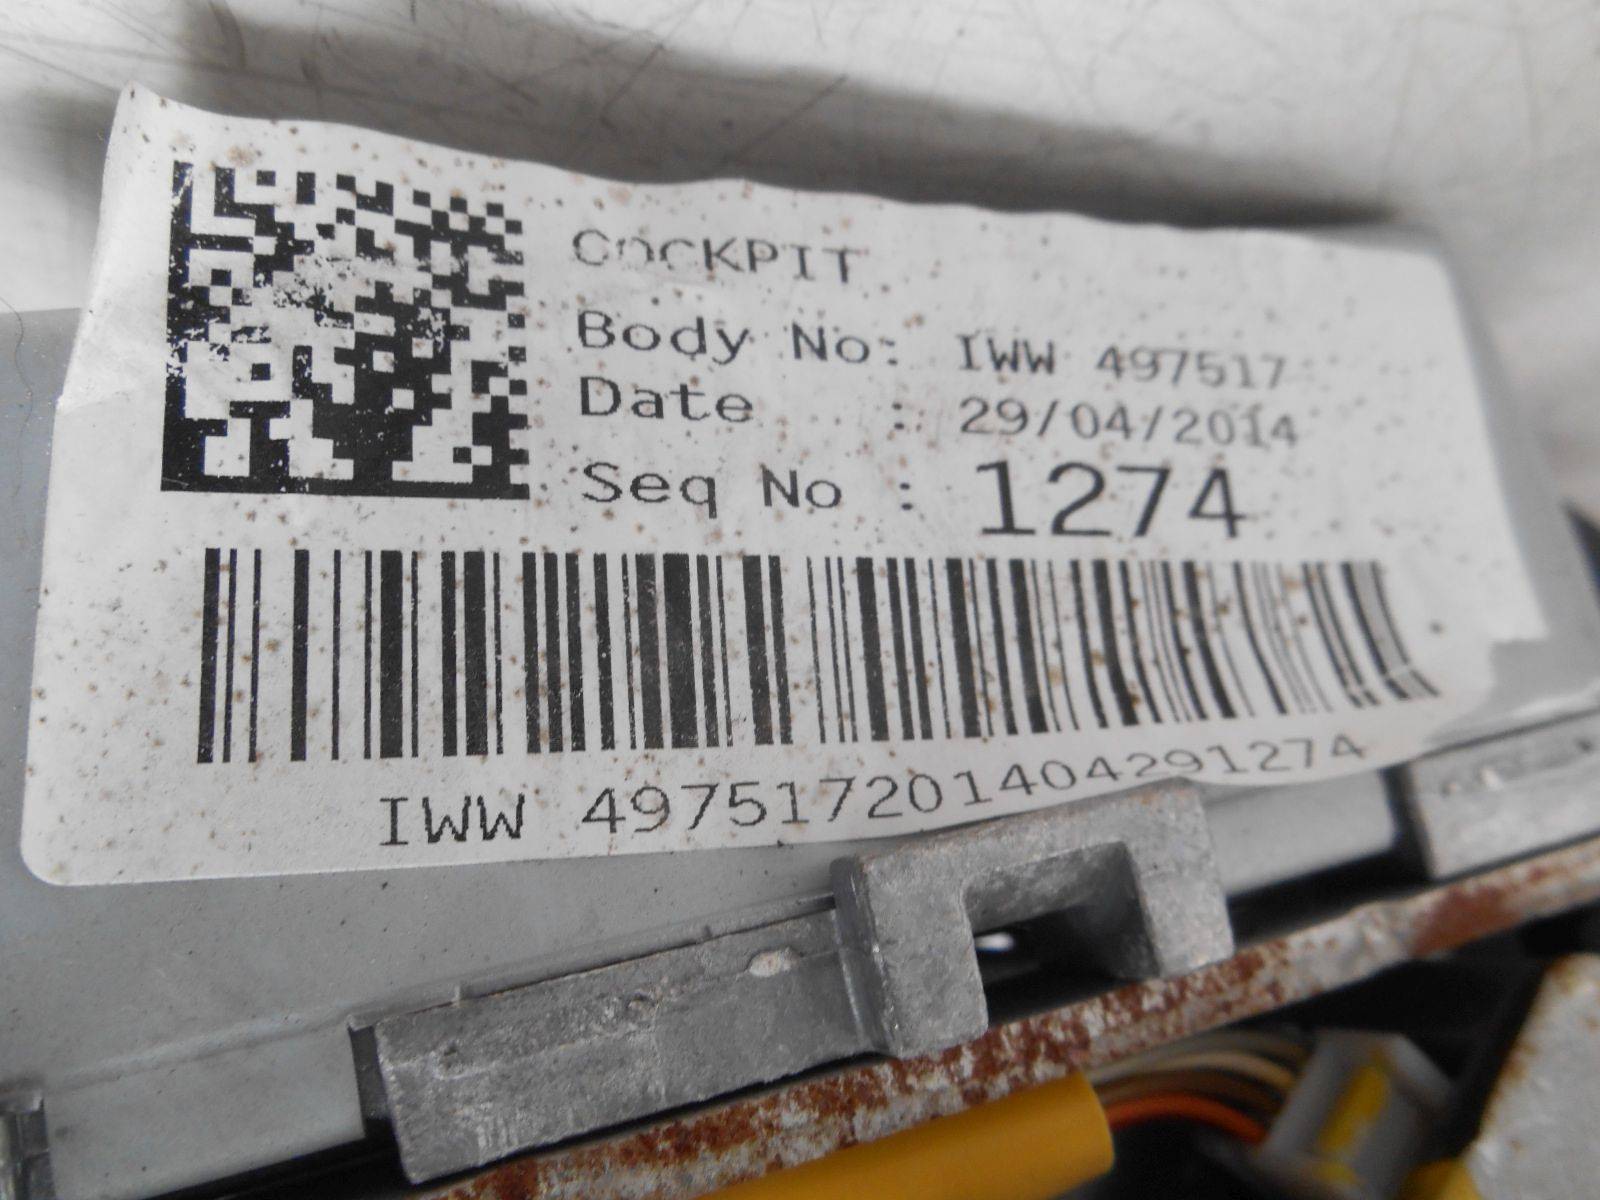 COCKPIT
Body No: IWW 497517
Date : 29/04/2014
Seq No : 1274
IWW 497517201404291274